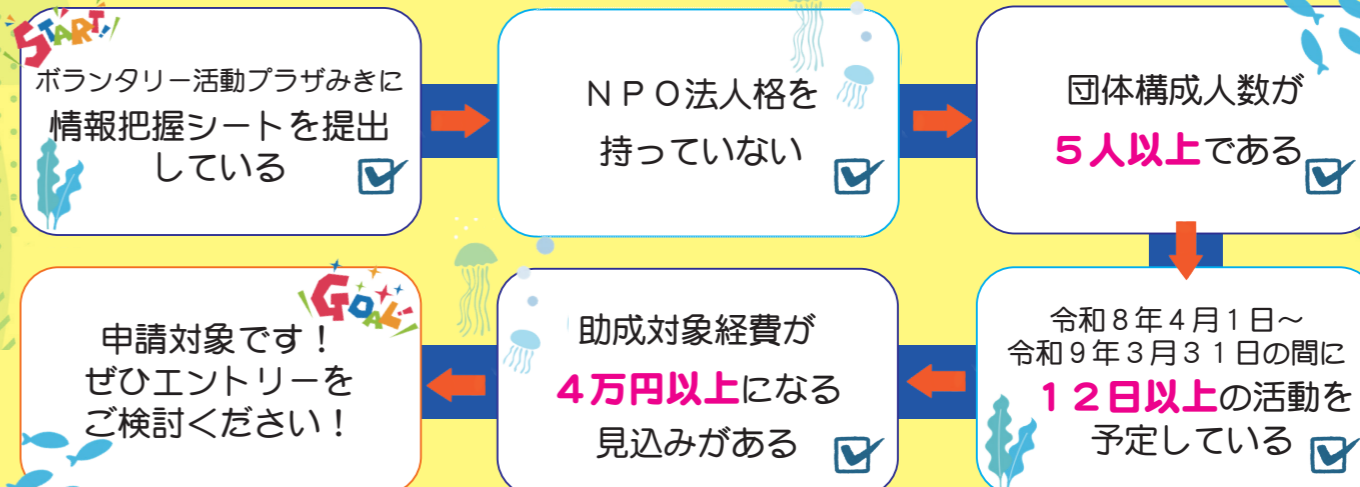 START!
ボランタリー活動プラザみきに
情報把握シートを提出
している
ＮＰＯ法人格を
持っていない
団体構成人数が
５人以上である
令和８年４月１日～
令和９年３月３１日の間に
１２日以上の活動を
予定している
助成対象経費が
４万円以上になる
見込みがある
GOAL!
申請対象です！
ぜひエントリーを
ご検討ください！